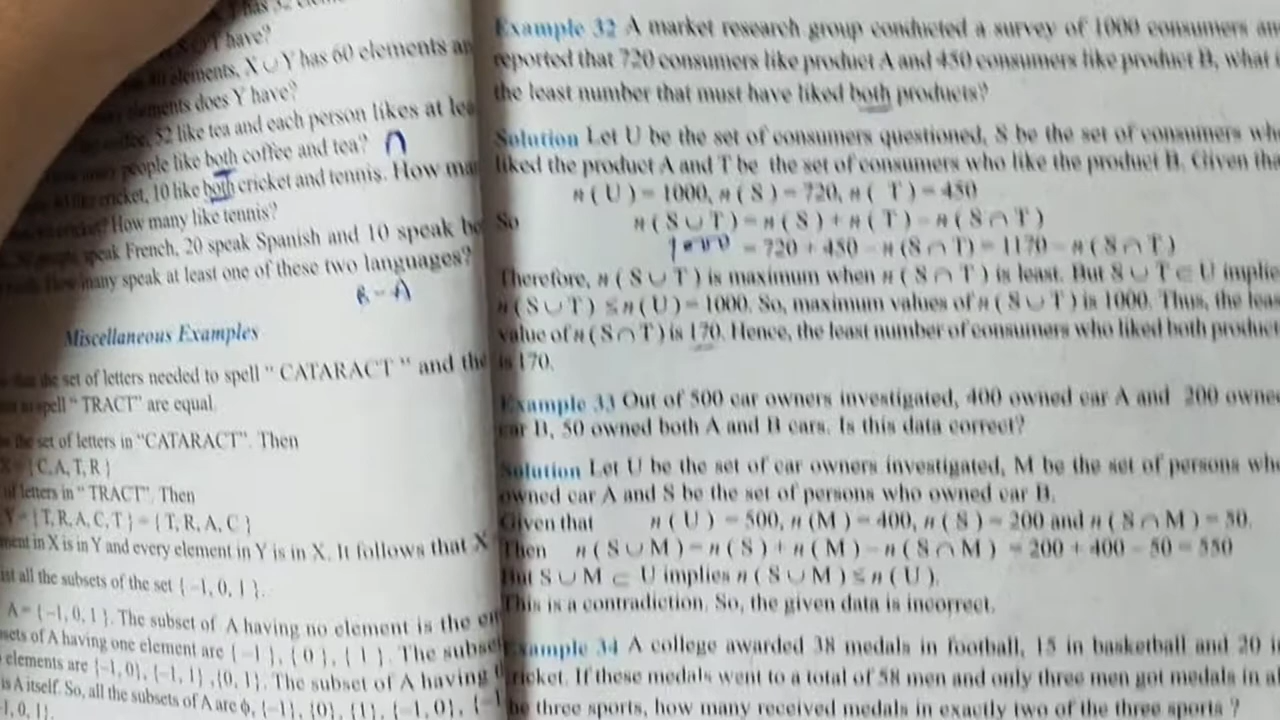 have?
elements, X ∪ Y has 60 elements an
elements does Y have?
52 like tea and each person likes at lea
people like both coffee and tea? ∩
cricket, 10 like both cricket and tennis. How ma
How many like tennis?
speak French, 20 speak Spanish and 10 speak bo
How many speak at least one of these two languages?
B - A
Miscellaneous Examples
the set of letters needed to spell " CATARACT " and the
spell " TRACT" are equal.
the set of letters in "CATARACT". Then
X = { C, A, T, R }
of letters in " TRACT". Then
Y = { T, R, A, C, T } = { T, R, A, C }
ment in X is in Y and every element in Y is in X. It follows that X
all the subsets of the set { –1, 0, 1 }.
A = { –1, 0, 1 }. The subset of A having no element is the em
sets of A having one element are { –1 }, { 0 }, { 1 }. The subset
elements are {–1, 0}, {–1, 1} ,{0, 1}. The subset of A having
is A itself. So, all the subsets of A are φ, {–1}, {0}, {1}, {–1, 0}, {–1
–1, 0, 1}.
Example 32 A market research group conducted a survey of 1000 consumers an
reported that 720 consumers like product A and 450 consumers like product B, what i
the least number that must have liked both products?
Solution Let U be the set of consumers questioned, S be the set of consumers wh
liked the product A and T be the set of consumers who like the product B. Given tha
n ( U ) = 1000, n ( S ) = 720, n ( T ) = 450
So n ( S ∪ T ) = n ( S ) + n ( T ) – n ( S ∩ T )
1000 = 720 + 450 – n (S ∩ T) = 1170 – n ( S ∩ T )
Therefore, n ( S ∪ T ) is maximum when n ( S ∩ T ) is least. But S ∪ T ⊂ U implie
n ( S ∪ T ) ≤ n ( U ) = 1000. So, maximum values of n ( S ∪ T ) is 1000. Thus, the leas
value of n ( S ∩ T ) is 170. Hence, the least number of consumers who liked both product
is 170.
Example 33 Out of 500 car owners investigated, 400 owned car A and 200 owne
car B, 50 owned both A and B cars. Is this data correct?
Solution Let U be the set of car owners investigated, M be the set of persons wh
owned car A and S be the set of persons who owned car B.
Given that n ( U ) = 500, n (M ) = 400, n ( S ) = 200 and n ( S ∩ M ) = 50.
Then n ( S ∪ M ) = n ( S ) + n ( M ) – n ( S ∩ M ) = 200 + 400 – 50 = 550
But S ∪ M ⊂ U implies n ( S ∪ M ) ≤ n ( U ).
This is a contradiction. So, the given data is incorrect.
Example 34 A college awarded 38 medals in football, 15 in basketball and 20 i
cricket. If these medals went to a total of 58 men and only three men got medals in al
the three sports, how many received medals in exactly two of the three sports ?